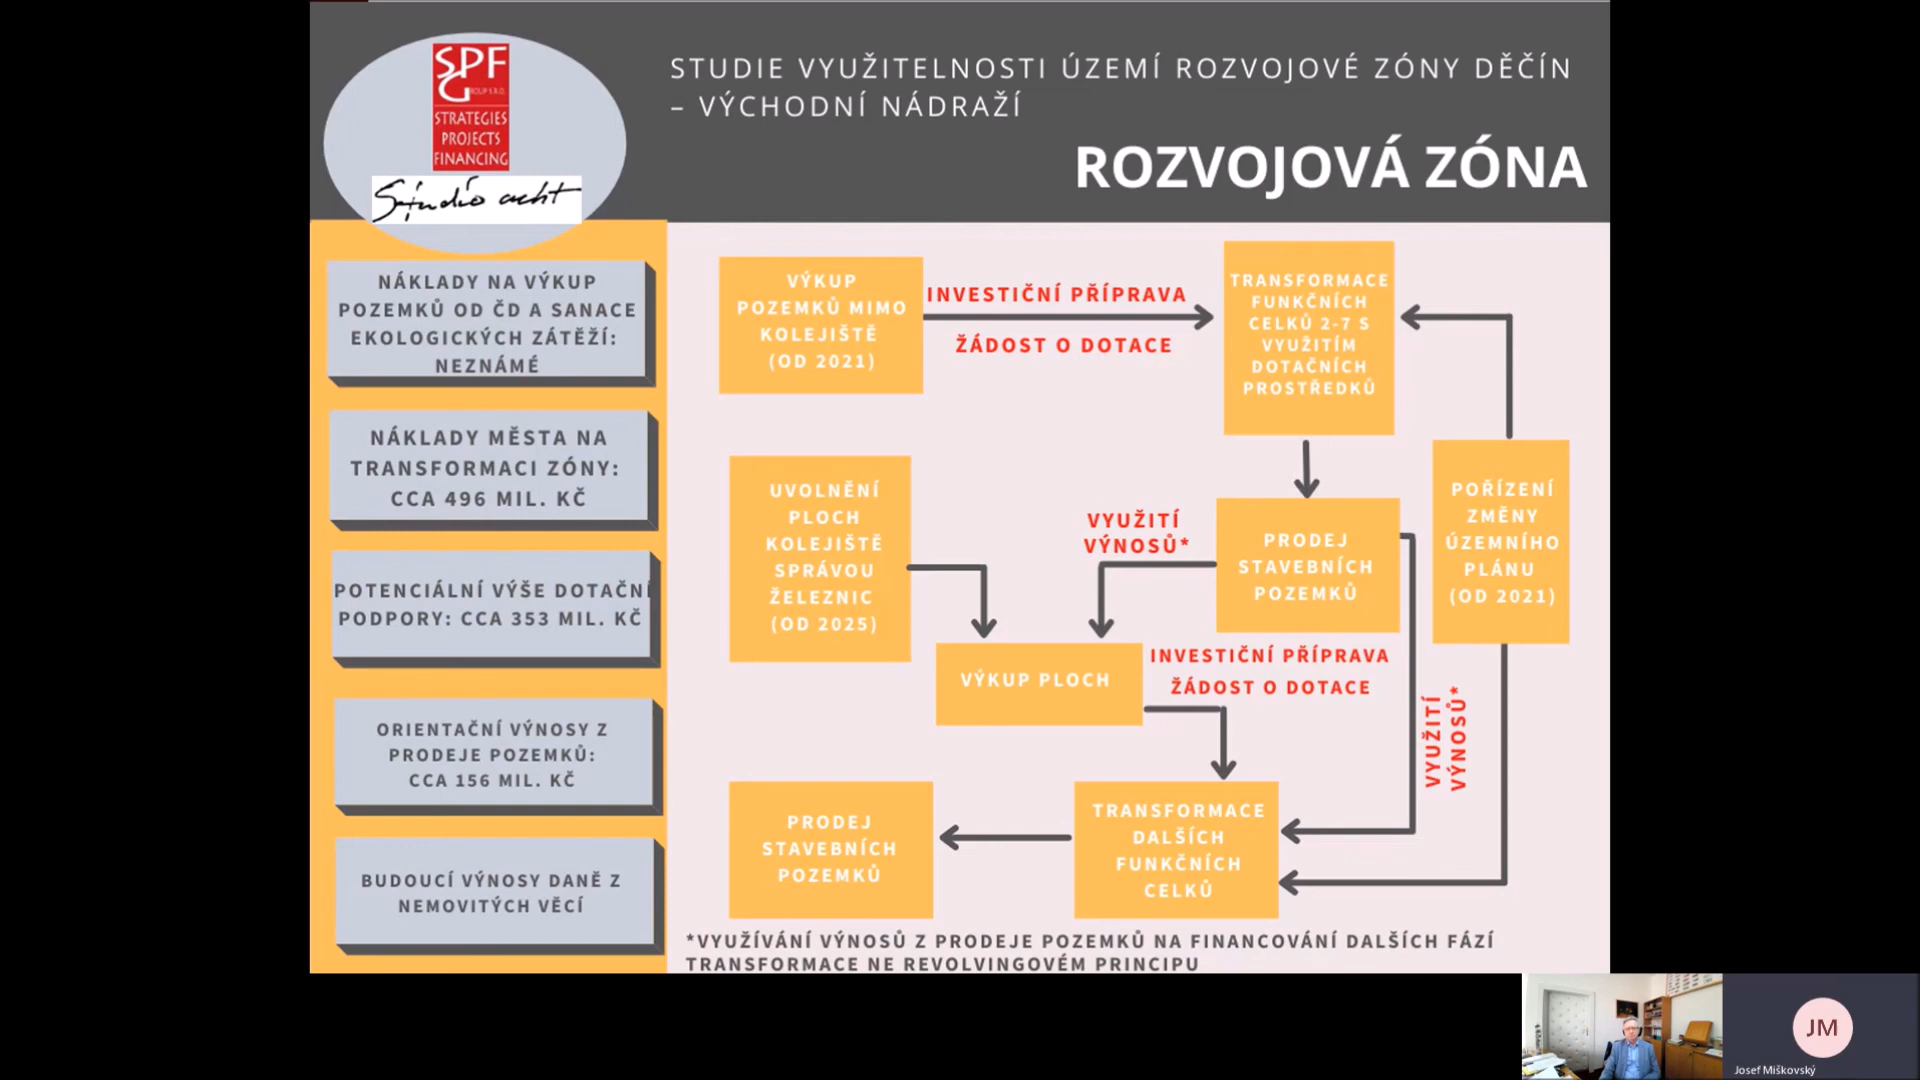 SPF
GROUP S.R.O.
STRATEGIES
PROJECTS
FINANCING
Studio acht
STUDIE VYUŽITELNOSTI ÚZEMÍ ROZVOJOVÉ ZÓNY DĚČÍN
– VÝCHODNÍ NÁDRAŽÍ
ROZVOJOVÁ ZÓNA
NÁKLADY NA VÝKUP
POZEMKŮ OD ČD A SANACE
EKOLOGICKÝCH ZÁTĚŽÍ:
NEZNÁMÉ
NÁKLADY MĚSTA NA
TRANSFORMACI ZÓNY:
CCA 496 MIL. KČ
POTENCIÁLNÍ VÝŠE DOTAČNÍ
PODPORY: CCA 353 MIL. KČ
ORIENTAČNÍ VÝNOSY Z
PRODEJE POZEMKŮ:
CCA 156 MIL. KČ
BUDOUCÍ VÝNOSY DANĚ Z
NEMOVITÝCH VĚCÍ
VÝKUP
POZEMKŮ MIMO
KOLEJIŠTĚ
(OD 2021)
INVESTIČNÍ PŘÍPRAVA
ŽÁDOST O DOTACE
TRANSFORMACE
FUNKČNÍCH
CELKŮ 2-7 S
VYUŽITÍM
DOTAČNÍCH
PROSTŘEDKŮ
UVOLNĚNÍ
PLOCH
KOLEJIŠTĚ
SPRÁVOU
ŽELEZNIC
(OD 2025)
VYUŽITÍ
VÝNOSŮ*
PRODEJ
STAVEBNÍCH
POZEMKŮ
POŘÍZENÍ
ZMĚNY
ÚZEMNÍHO
PLÁNU
(OD 2021)
VÝKUP PLOCH
INVESTIČNÍ PŘÍPRAVA
ŽÁDOST O DOTACE
VYUŽITÍ
VÝNOSŮ*
PRODEJ
STAVEBNÍCH
POZEMKŮ
TRANSFORMACE
DALŠÍCH
FUNKČNÍCH
CELKŮ
*VYUŽÍVÁNÍ VÝNOSŮ Z PRODEJE POZEMKŮ NA FINANCOVÁNÍ DALŠÍCH FÁZÍ
TRANSFORMACE NE REVOLVINGOVÉM PRINCIPU
JM
Josef Miškovský